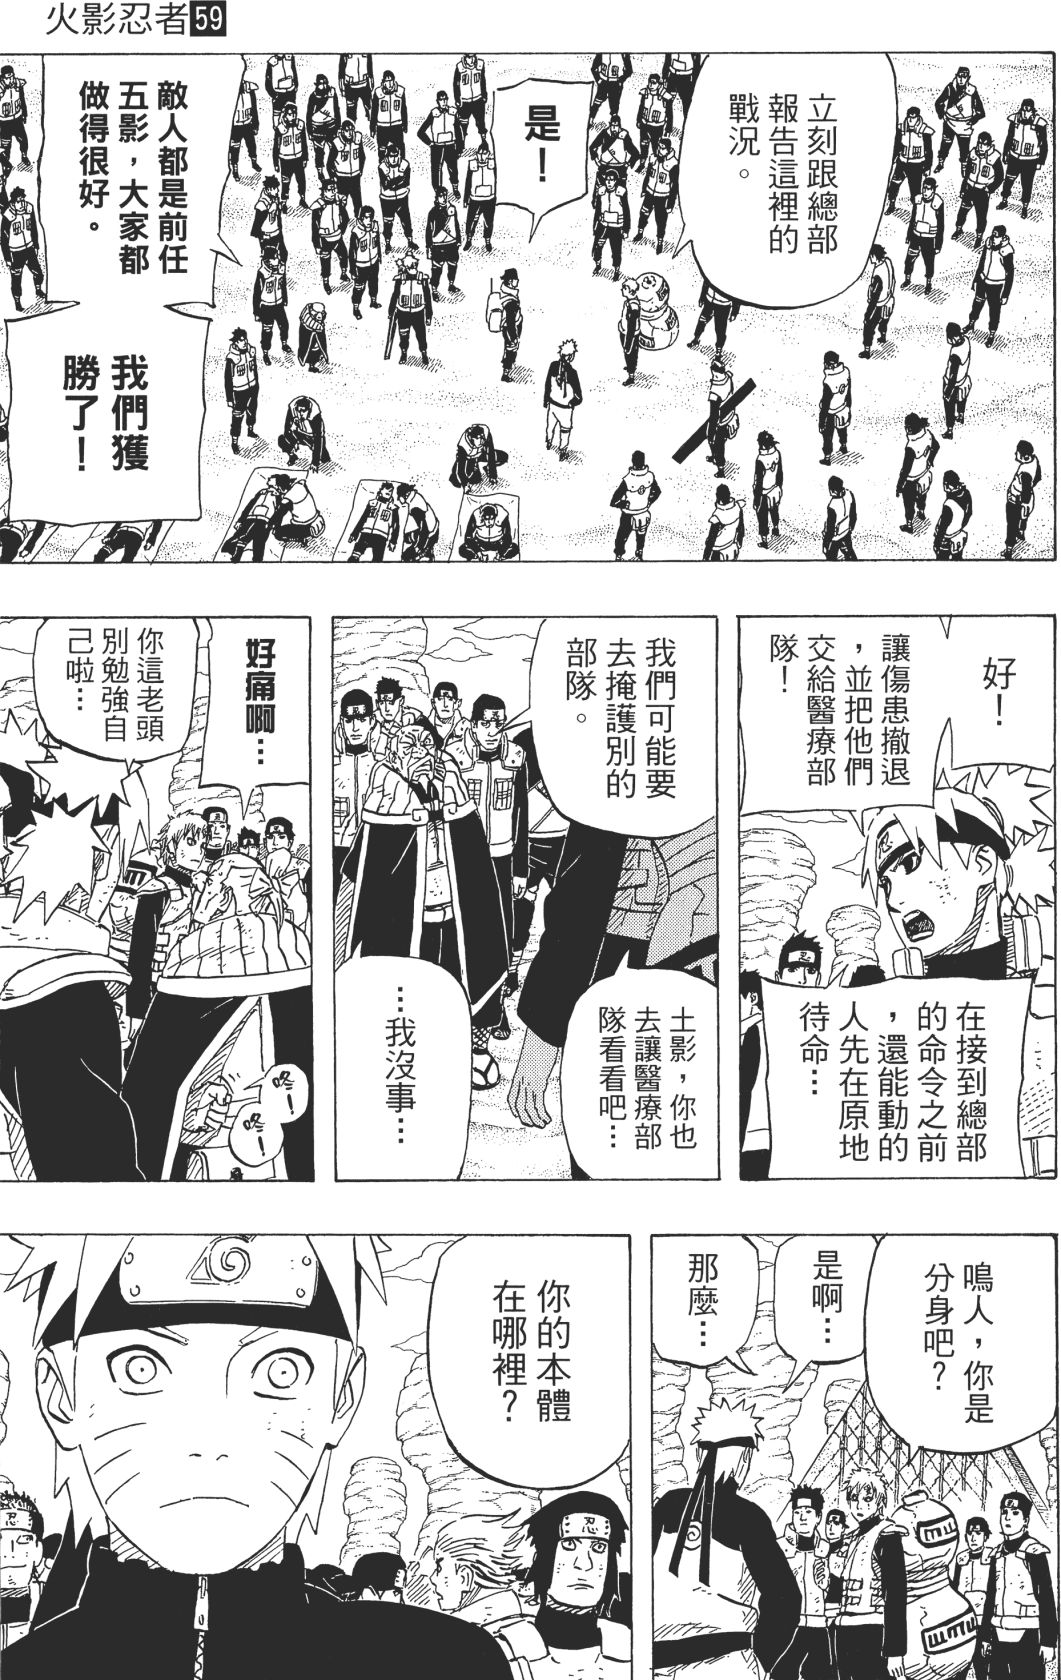 火影忍者59
立刻跟總部
報告這裡的
戰況。
是！
敵人都是前任
五影，大家都
做得很好。
我們獲
勝了！
好！
讓傷患撤退
，並把他們
交給醫療部
隊！
在接到總部
的命令之前
，還能動的
人先在原地
待命…
我們可能要
去掩護別的
部隊。
土影，你也
去讓醫療部
隊看看吧…
…我沒事…
好痛啊…
你這老頭
別勉強自
己啦…
咚！
咚！
鳴人，你是
分身吧？
是啊…
那麼…
你的本體
在哪裡？
忍
忍